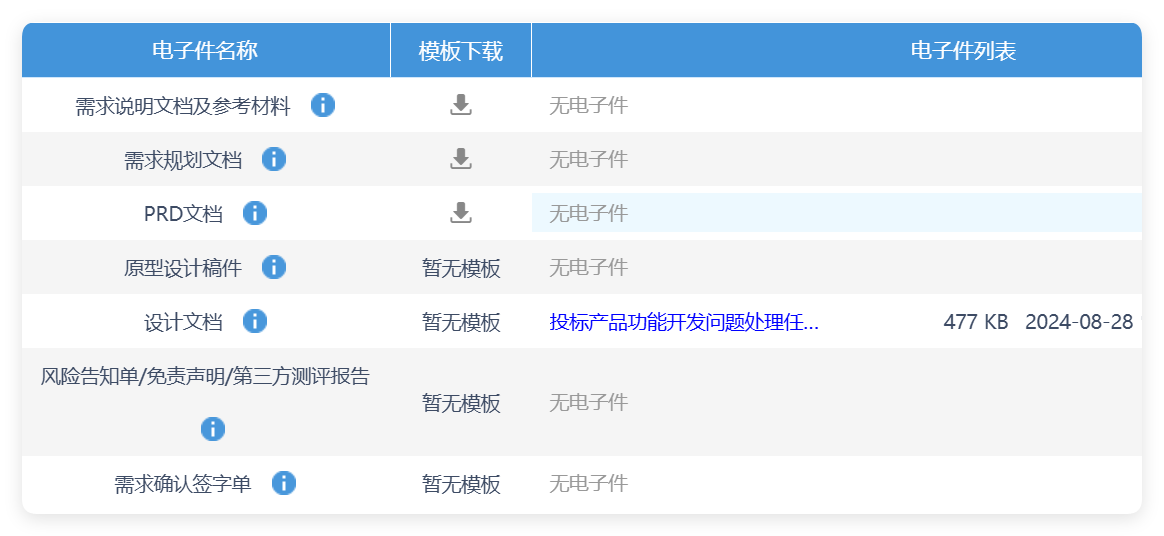 电子件名称 模板下载 电子件列表
需求说明文档及参考材料 无电子件
需求规划文档 无电子件
PRD文档 无电子件
原型设计稿件 暂无模板 无电子件
设计文档 暂无模板 投标产品功能开发问题处理任... 477 KB 2024-08-28
风险告知单/免责声明/第三方测评报告
暂无模板 无电子件
需求确认签字单 暂无模板 无电子件